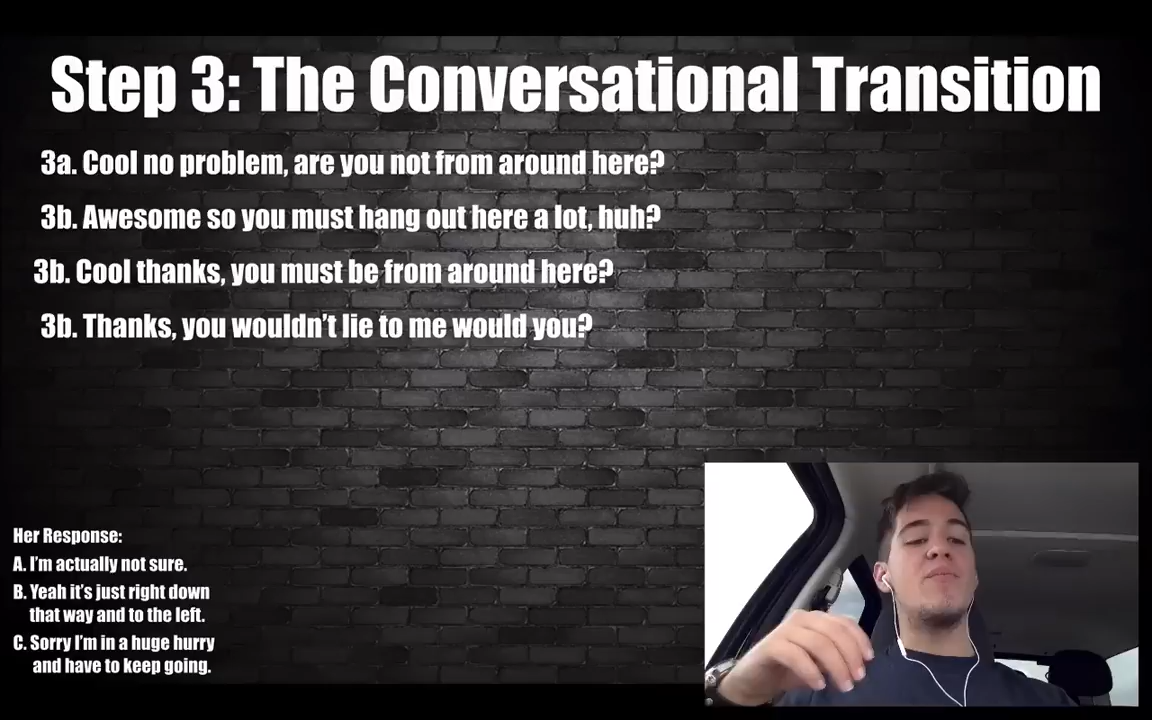 Step 3: The Conversational Transition
3a. Cool no problem, are you not from around here?
3b. Awesome so you must hang out here a lot, huh?
3b. Cool thanks, you must be from around here?
3b. Thanks, you wouldn't lie to me would you?
Her Response:
A. I'm actually not sure.
B. Yeah it's just right down
that way and to the left.
C. Sorry I'm in a huge hurry
and have to keep going.